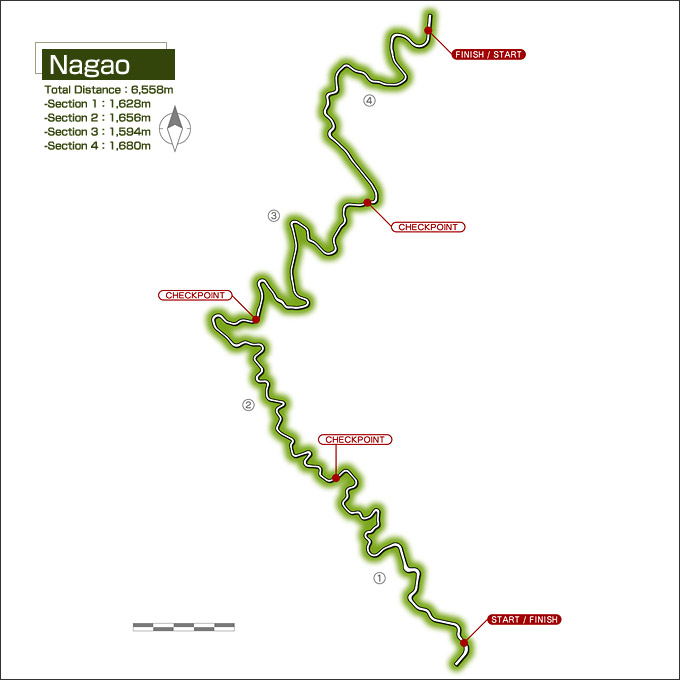 Nagao
Total Distance：6,558m
-Section 1：1,628m
-Section 2：1,656m
-Section 3：1,594m
-Section 4：1,680m
FINISH / START
④
③
CHECKPOINT
CHECKPOINT
②
CHECKPOINT
①
START / FINISH